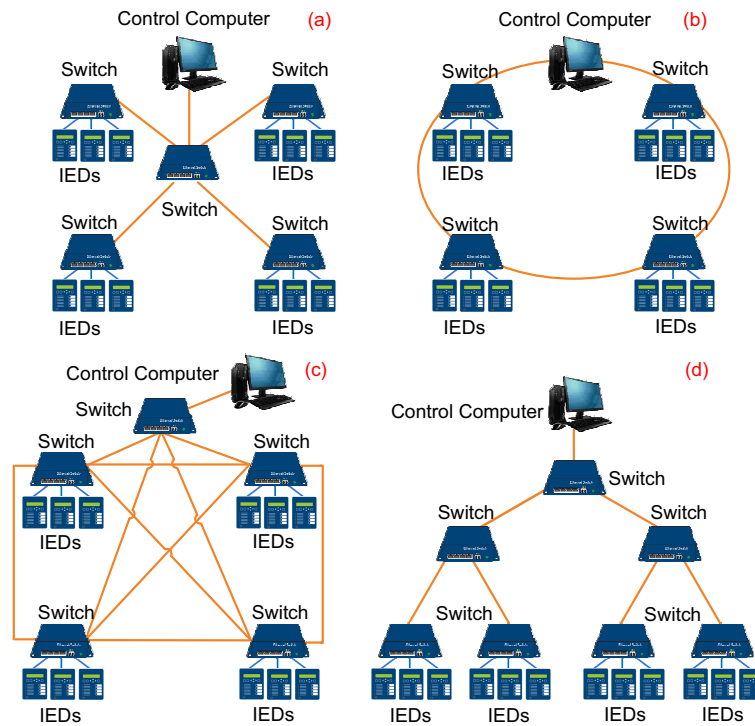 Control Computer (a)
Switch
Switch
IEDs
IEDs
Switch
Switch
Switch
IEDs
IEDs
Control Computer (b)
Switch
Switch
IEDs
IEDs
Switch
Switch
IEDs
IEDs
Control Computer (c)
Switch
Switch
Switch
IEDs
IEDs
Switch
Switch
IEDs
IEDs
(d)
Control Computer
Switch
Switch
Switch
Switch
Switch
IEDs
IEDs
IEDs
IEDs